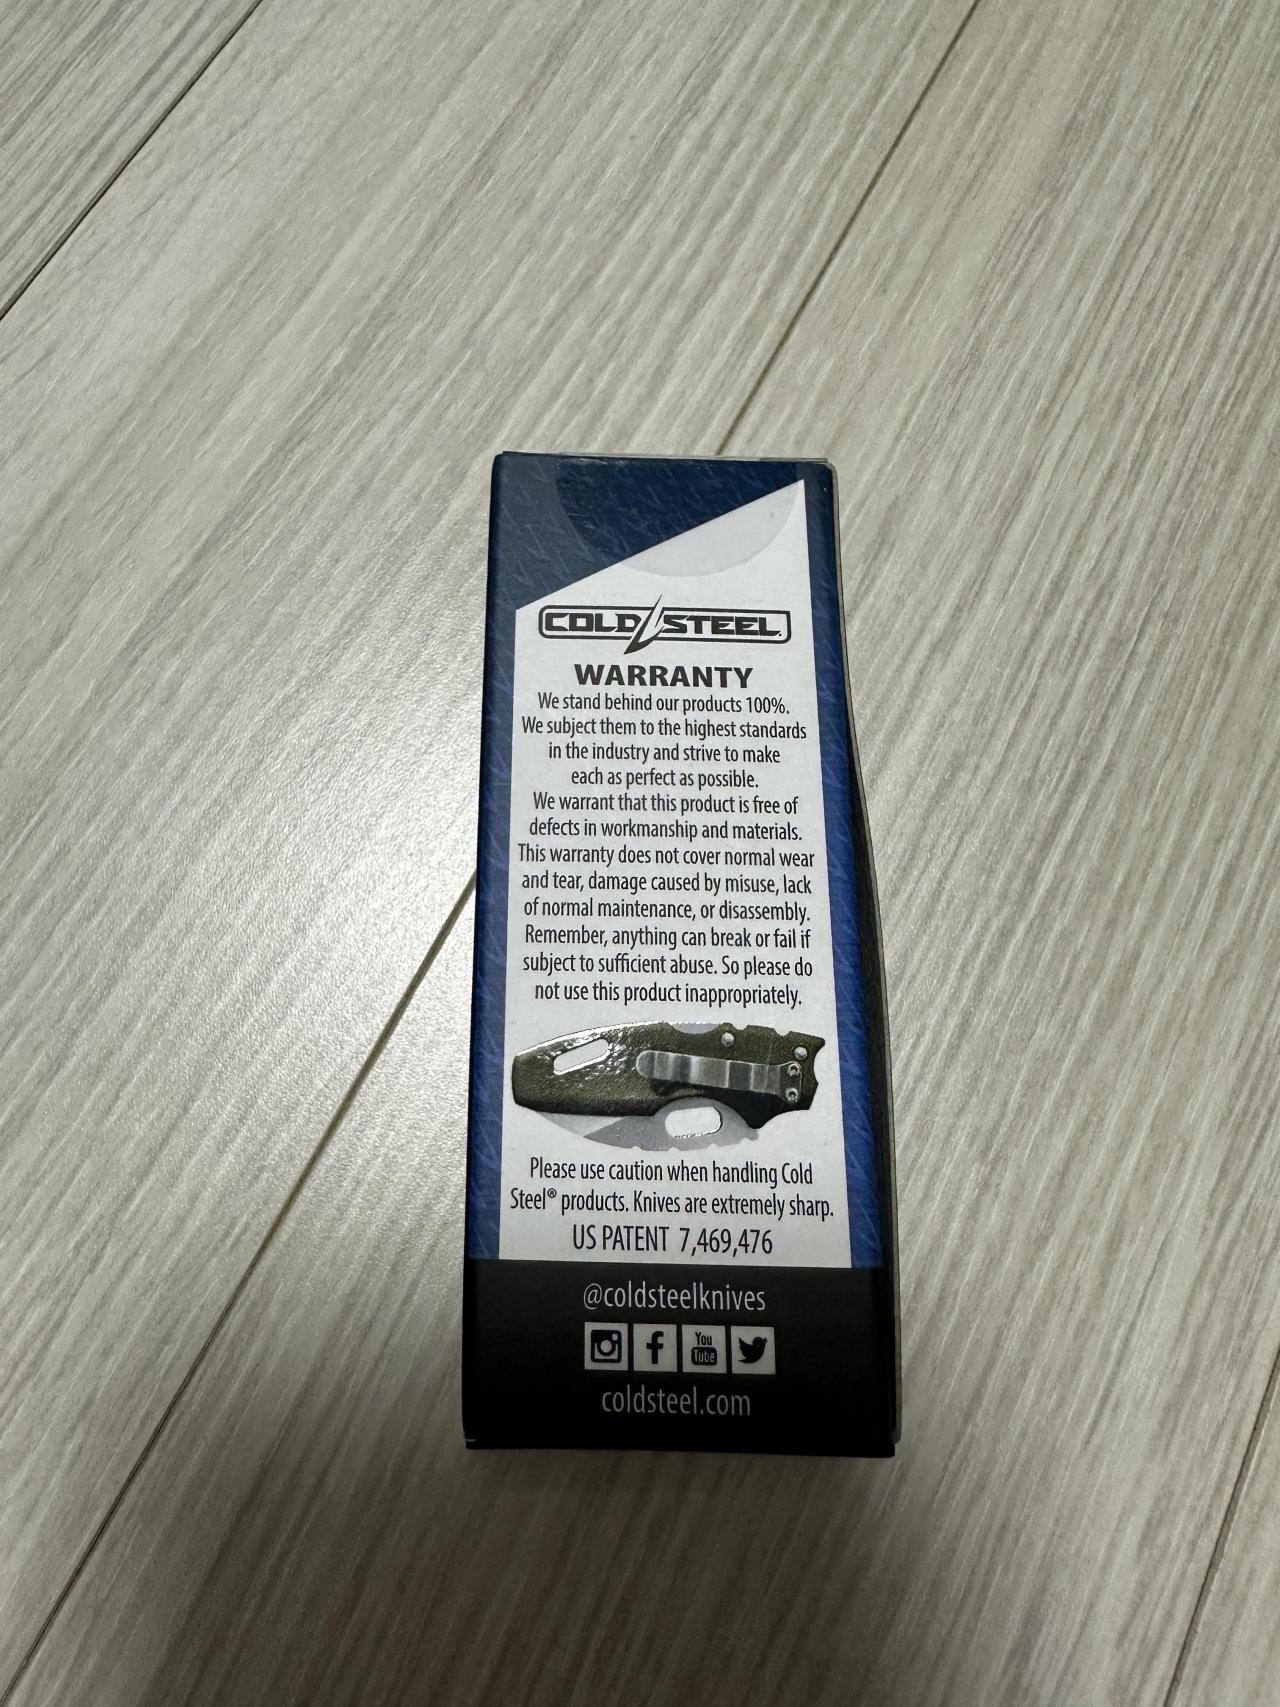 COLD STEEL
WARRANTY
We stand behind our products 100%.
We subject them to the highest standards
in the industry and strive to make
each as perfect as possible.
We warrant that this product is free of
defects in workmanship and materials.
This warranty does not cover normal wear
and tear, damage caused by misuse, lack
of normal maintenance, or disassembly.
Remember, anything can break or fail if
subject to sufficient abuse. So please do
not use this product inappropriately.
Please use caution when handling Cold
Steel® products. Knives are extremely sharp.
US PATENT 7,469,476
@coldsteelknives
You
Tube
coldsteel.com